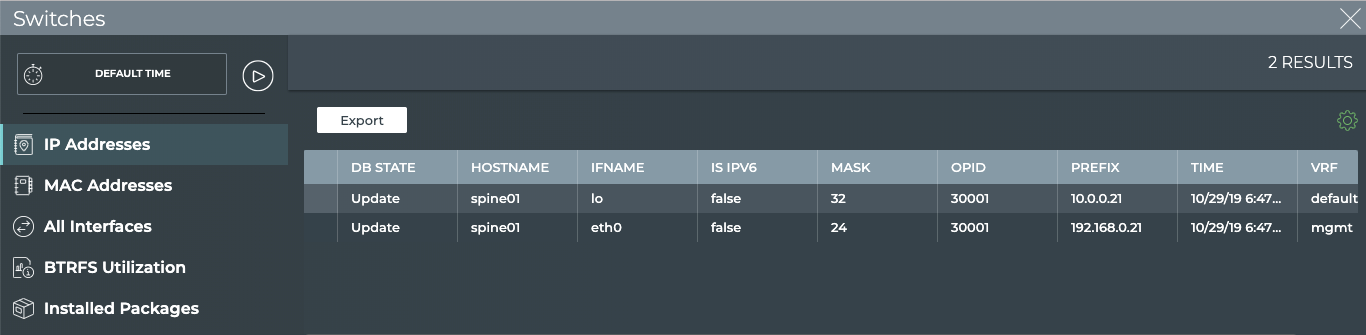 Switches
DEFAULT TIME
2 RESULTS
Export
IP Addresses
MAC Addresses
All Interfaces
BTRFS Utilization
Installed Packages
DB STATE HOSTNAME IFNAME IS IPV6 MASK OPID PREFIX TIME VRF
Update spine01 lo false 32 30001 10.0.0.21 10/29/19 6:47... default
Update spine01 eth0 false 24 30001 192.168.0.21 10/29/19 6:47... mgmt